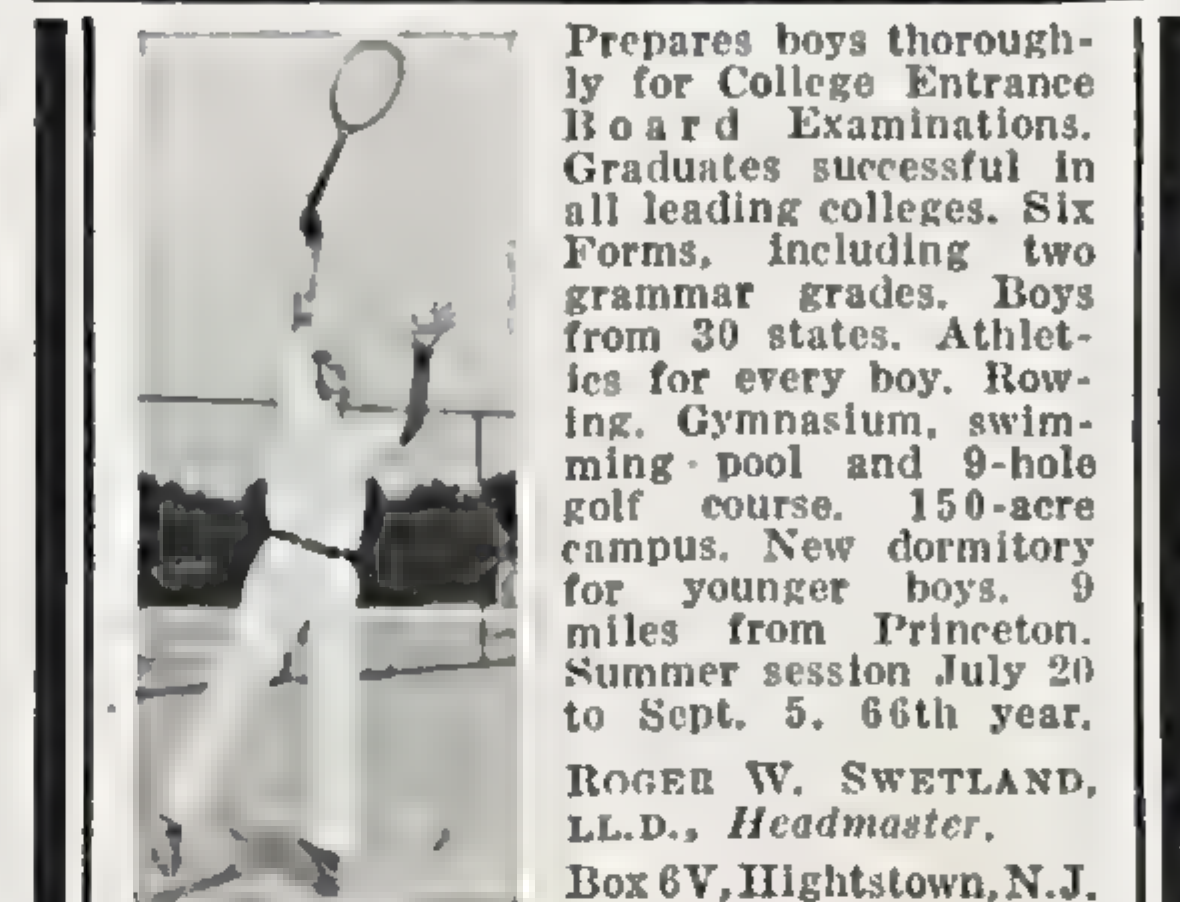 Prepares boys thorough-
ly for College Entrance
Board Examinations.
Graduates successful in
all leading colleges. Six
Forms, including two
grammar grades. Boys
from 30 states. Athlet-
ics for every boy. Row-
ing. Gymnasium, swim-
ming pool and 9-hole
golf course. 150-acre
campus. New dormitory
for younger boys. 9
miles from Princeton.
Summer session July 20
to Sept. 5. 66th year.
ROGER W. SWETLAND,
LL.D., Headmaster.
Box 6V, Hightstown, N.J.